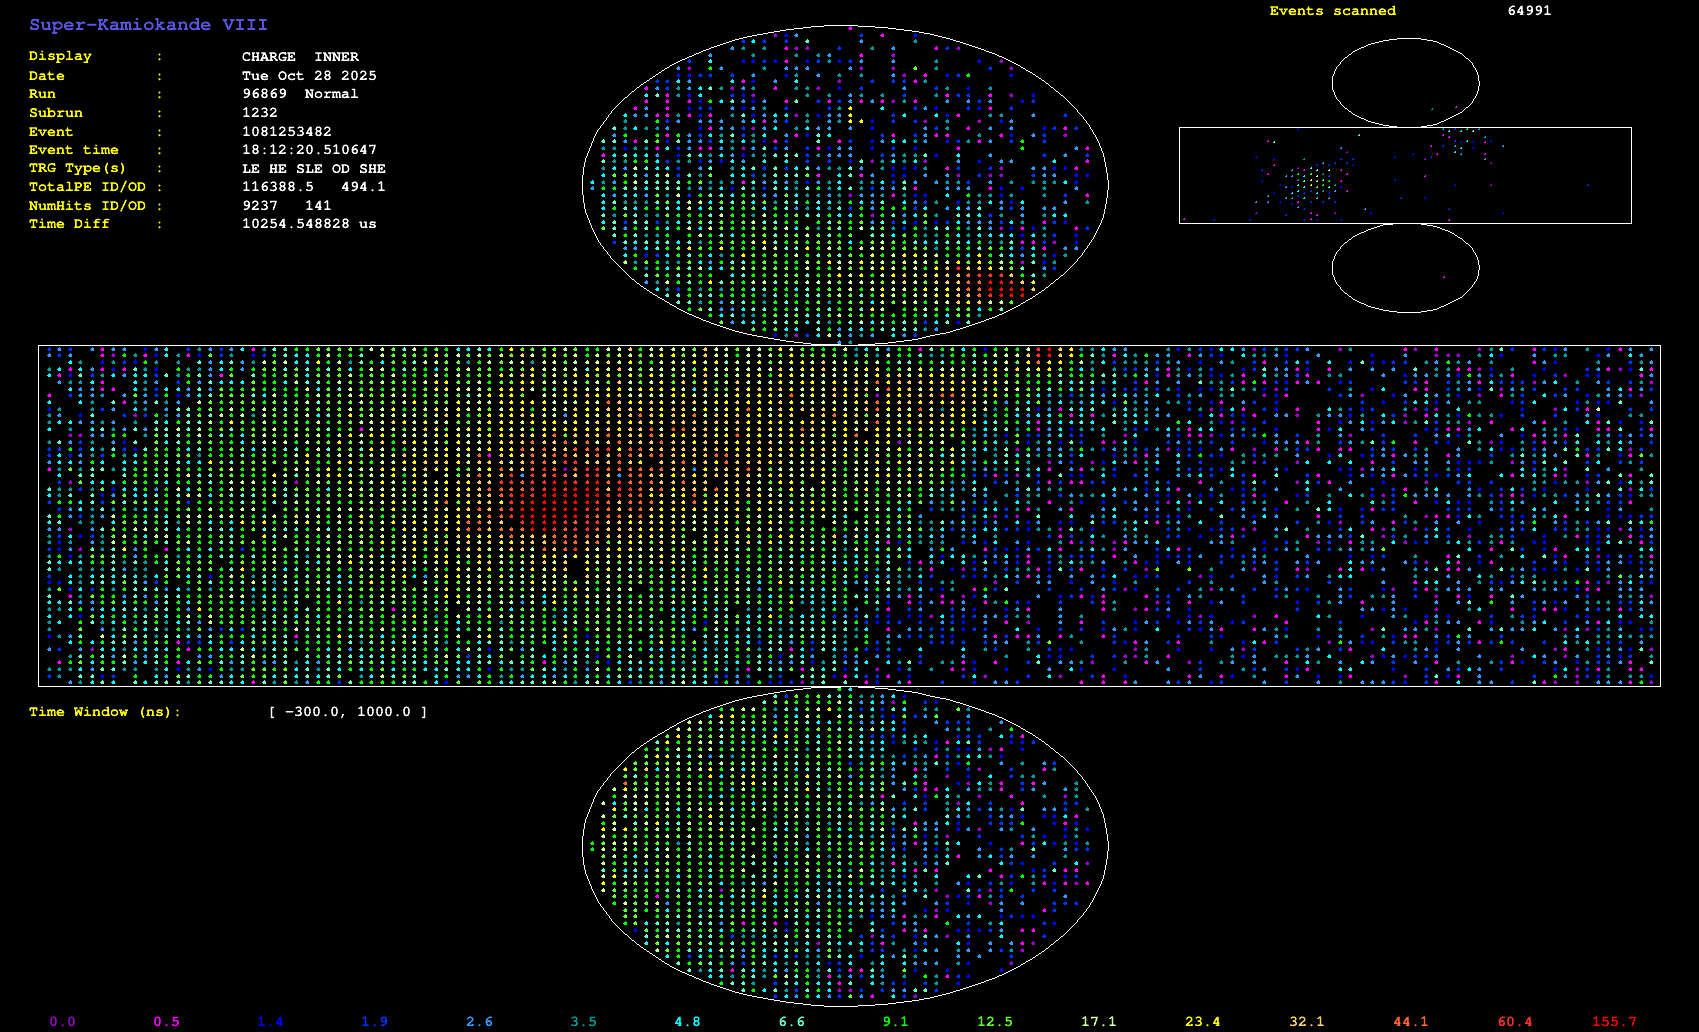 Super-Kamiokande VIII
Events scanned 64991
Display : CHARGE INNER
Date : Tue Oct 28 2025
Run : 96869 Normal
Subrun : 1232
Event : 1081253482
Event time : 18:12:20.510647
TRG Type(s) : LE HE SLE OD SHE
TotalPE ID/OD : 116388.5 494.1
NumHits ID/OD : 9237 141
Time Diff : 10254.548828 us
Time Window (ns): [ -300.0, 1000.0 ]
0.0 0.5 1.4 1.9 2.6 3.5 4.8 6.6 9.1 12.5 17.1 23.4 32.1 44.1 60.4 155.7